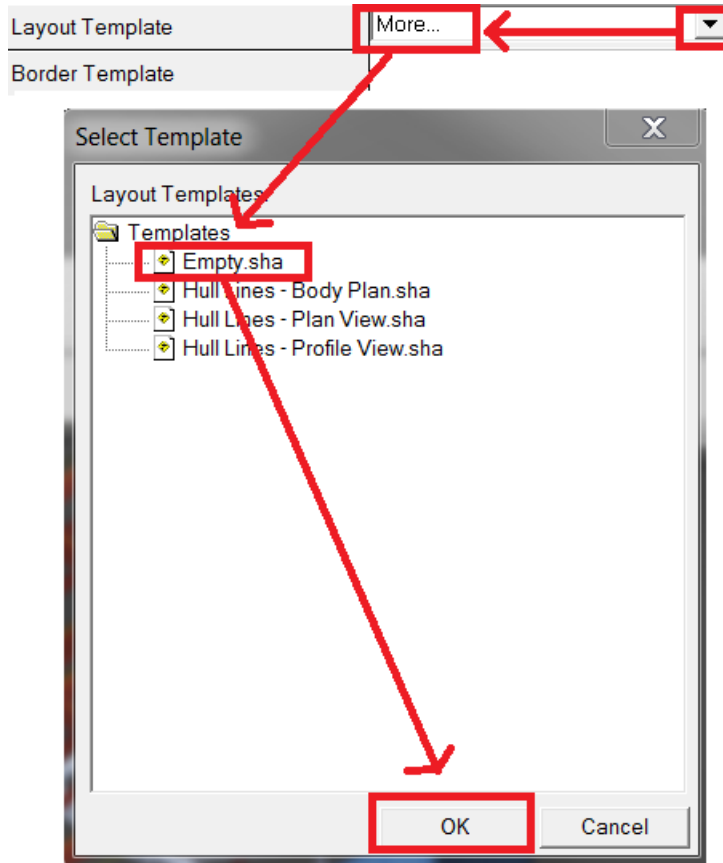 Layout Template
More...
Border Template
Select Template
Layout Templates:
Templates
Empty.sha
Hull Lines - Body Plan.sha
Hull Lines - Plan View.sha
Hull Lines - Profile View.sha
OK
Cancel